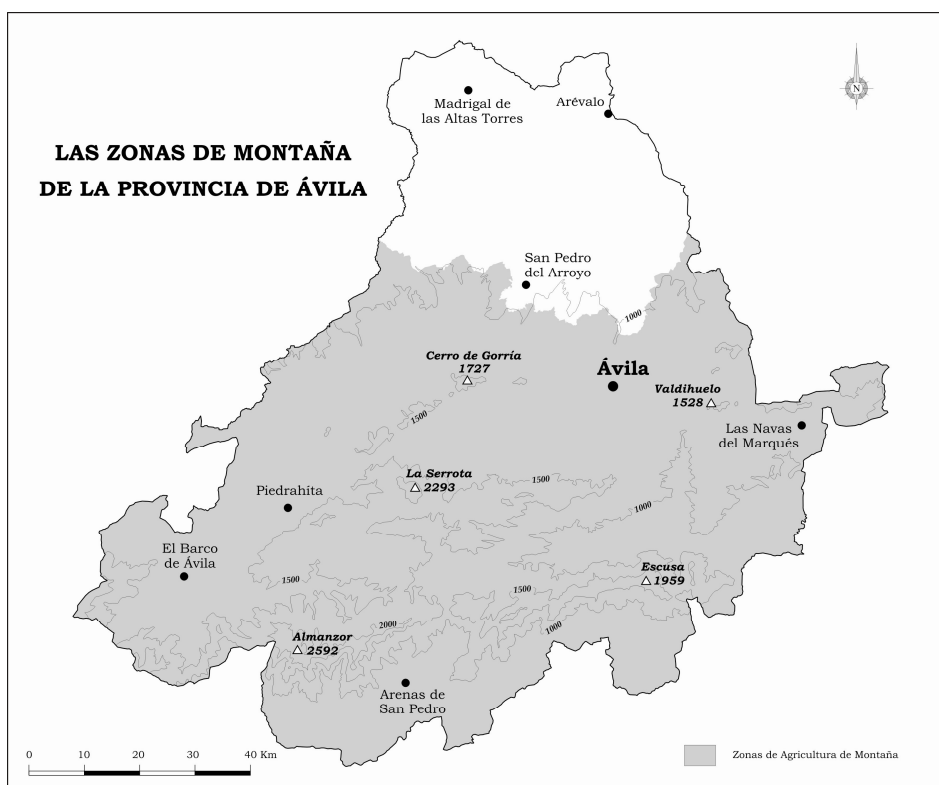 LAS ZONAS DE MONTAÑA
DE LA PROVINCIA DE ÁVILA
N
Madrigal de
las Altas Torres
Arévalo
San Pedro
del Arroyo
1000
Cerro de Gorría
1727
Ávila
Valdihuelo
1528
1500
Las Navas
del Marqués
La Serrota
2293
1500
Piedrahita
1000
El Barco
de Ávila
1500
Escusa
1959
1500
2000
1000
Almanzor
2592
Arenas de
San Pedro
0 10 20 30 40 Km
Zonas de Agricultura de Montaña